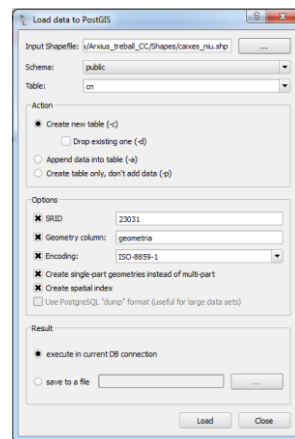 Load data to PostGIS
Input Shapefile: ı/Arxius_treball_CC/Shapes/caixes_niu.shp ...
Schema: public
Table: cn
Action
Create new table (-c)
Drop existing one (-d)
Append data into table (-a)
Create table only, don't add data (-p)
Options
SRID 23031
Geometry column: geometria
Encoding: ISO-8859-1
Create single-part geometries instead of multi-part
Create spatial index
Use PostgreSQL "dump" format (useful for large data sets)
Result
execute in current DB connection
save to a file ...
Load Close